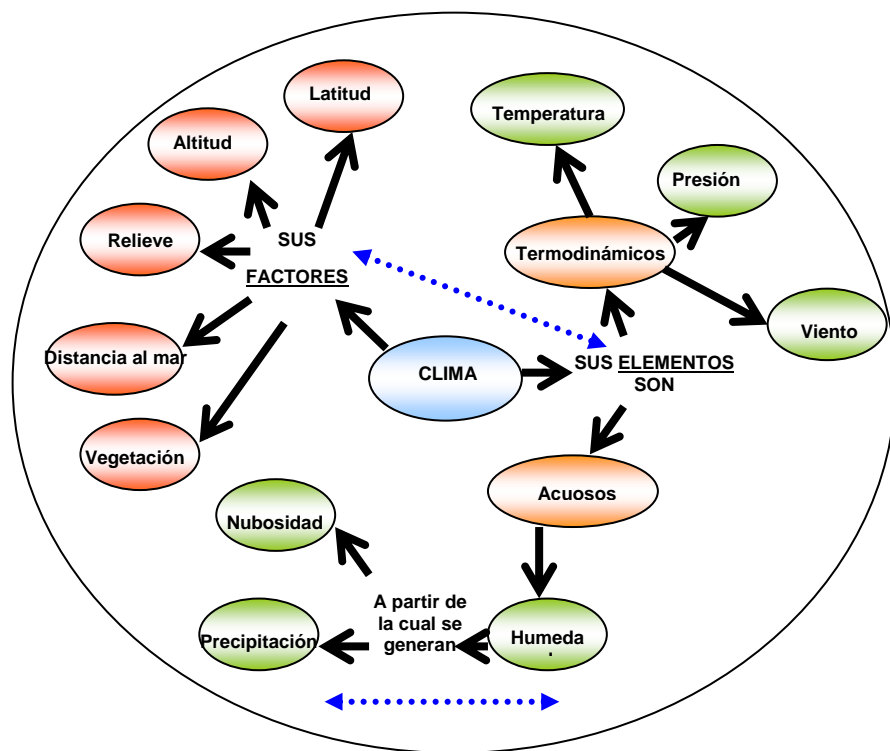 Latitud
Altitud
Relieve
SUS
FACTORES
Distancia al mar
Vegetación
CLIMA
SUS ELEMENTOS
SON
Termodinámicos
Temperatura
Presión
Viento
Acuosos
Humeda
.
A partir de
la cual se
generan
Nubosidad
Precipitación